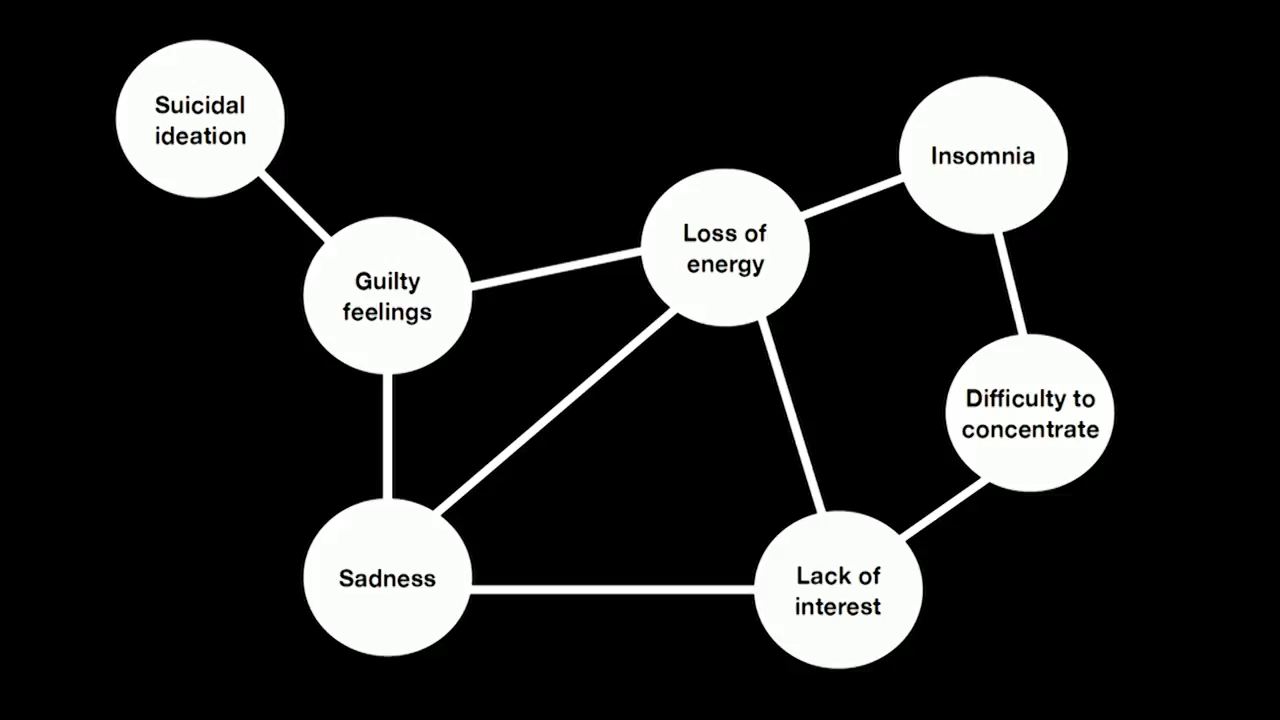 Suicidal
ideation
Insomnia
Loss of
energy
Guilty
feelings
Difficulty to
concentrate
Sadness
Lack of
interest